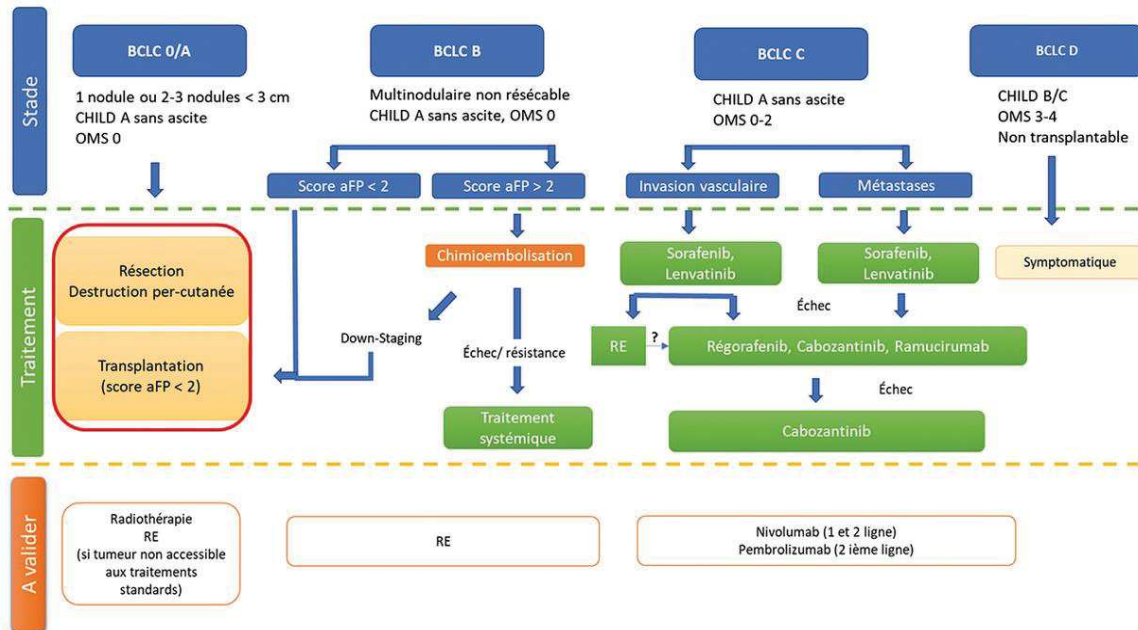 Stade
BCLC 0/A
1 nodule ou 2-3 nodules < 3 cm
CHILD A sans ascite
OMS 0
BCLC B
Multinodulaire non résécable
CHILD A sans ascite, OMS 0
Score aFP < 2
Score aFP > 2
BCLC C
CHILD A sans ascite
OMS 0-2
Invasion vasculaire
Métastases
BCLC D
CHILD B/C
OMS 3-4
Non transplantable
Traitement
Résection
Destruction per-cutanée
Transplantation
(score aFP < 2)
Chimioembolisation
Down-Staging
Échec/ résistance
Traitement
systémique
Sorafenib,
Lenvatinib
Sorafenib,
Lenvatinib
Échec
RE
?
Régorafenib, Cabozantinib, Ramucirumab
Échec
Cabozantinib
Symptomatique
A valider
Radiothérapie
RE
(si tumeur non accessible
aux traitements
standards)
RE
Nivolumab (1 et 2 ligne)
Pembrolizumab (2 ième ligne)